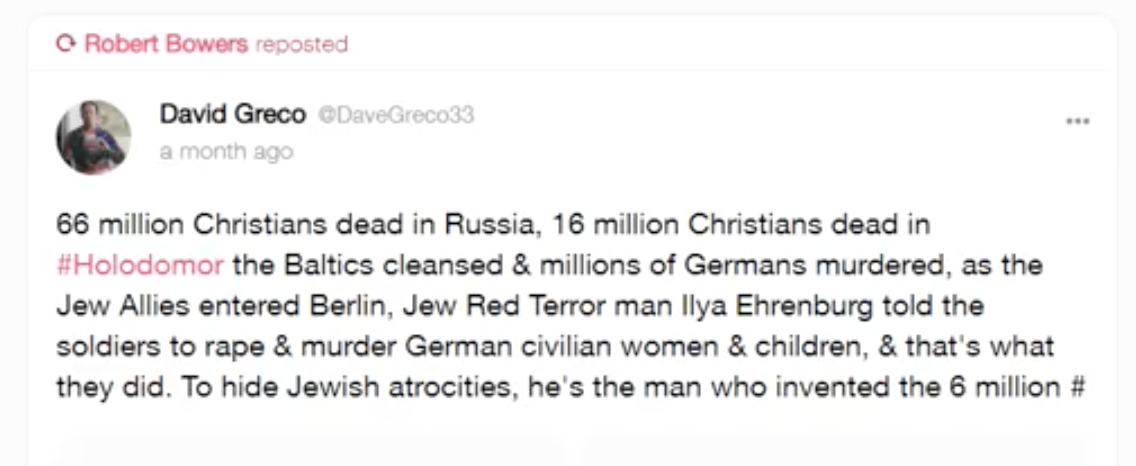 Robert Bowers reposted
David Greco @DaveGreco33
a month ago
66 million Christians dead in Russia, 16 million Christians dead in
#Holodomor the Baltics cleansed & millions of Germans murdered, as the
Jew Allies entered Berlin, Jew Red Terror man Ilya Ehrenburg told the
soldiers to rape & murder German civilian women & children, & that's what
they did. To hide Jewish atrocities, he's the man who invented the 6 million #